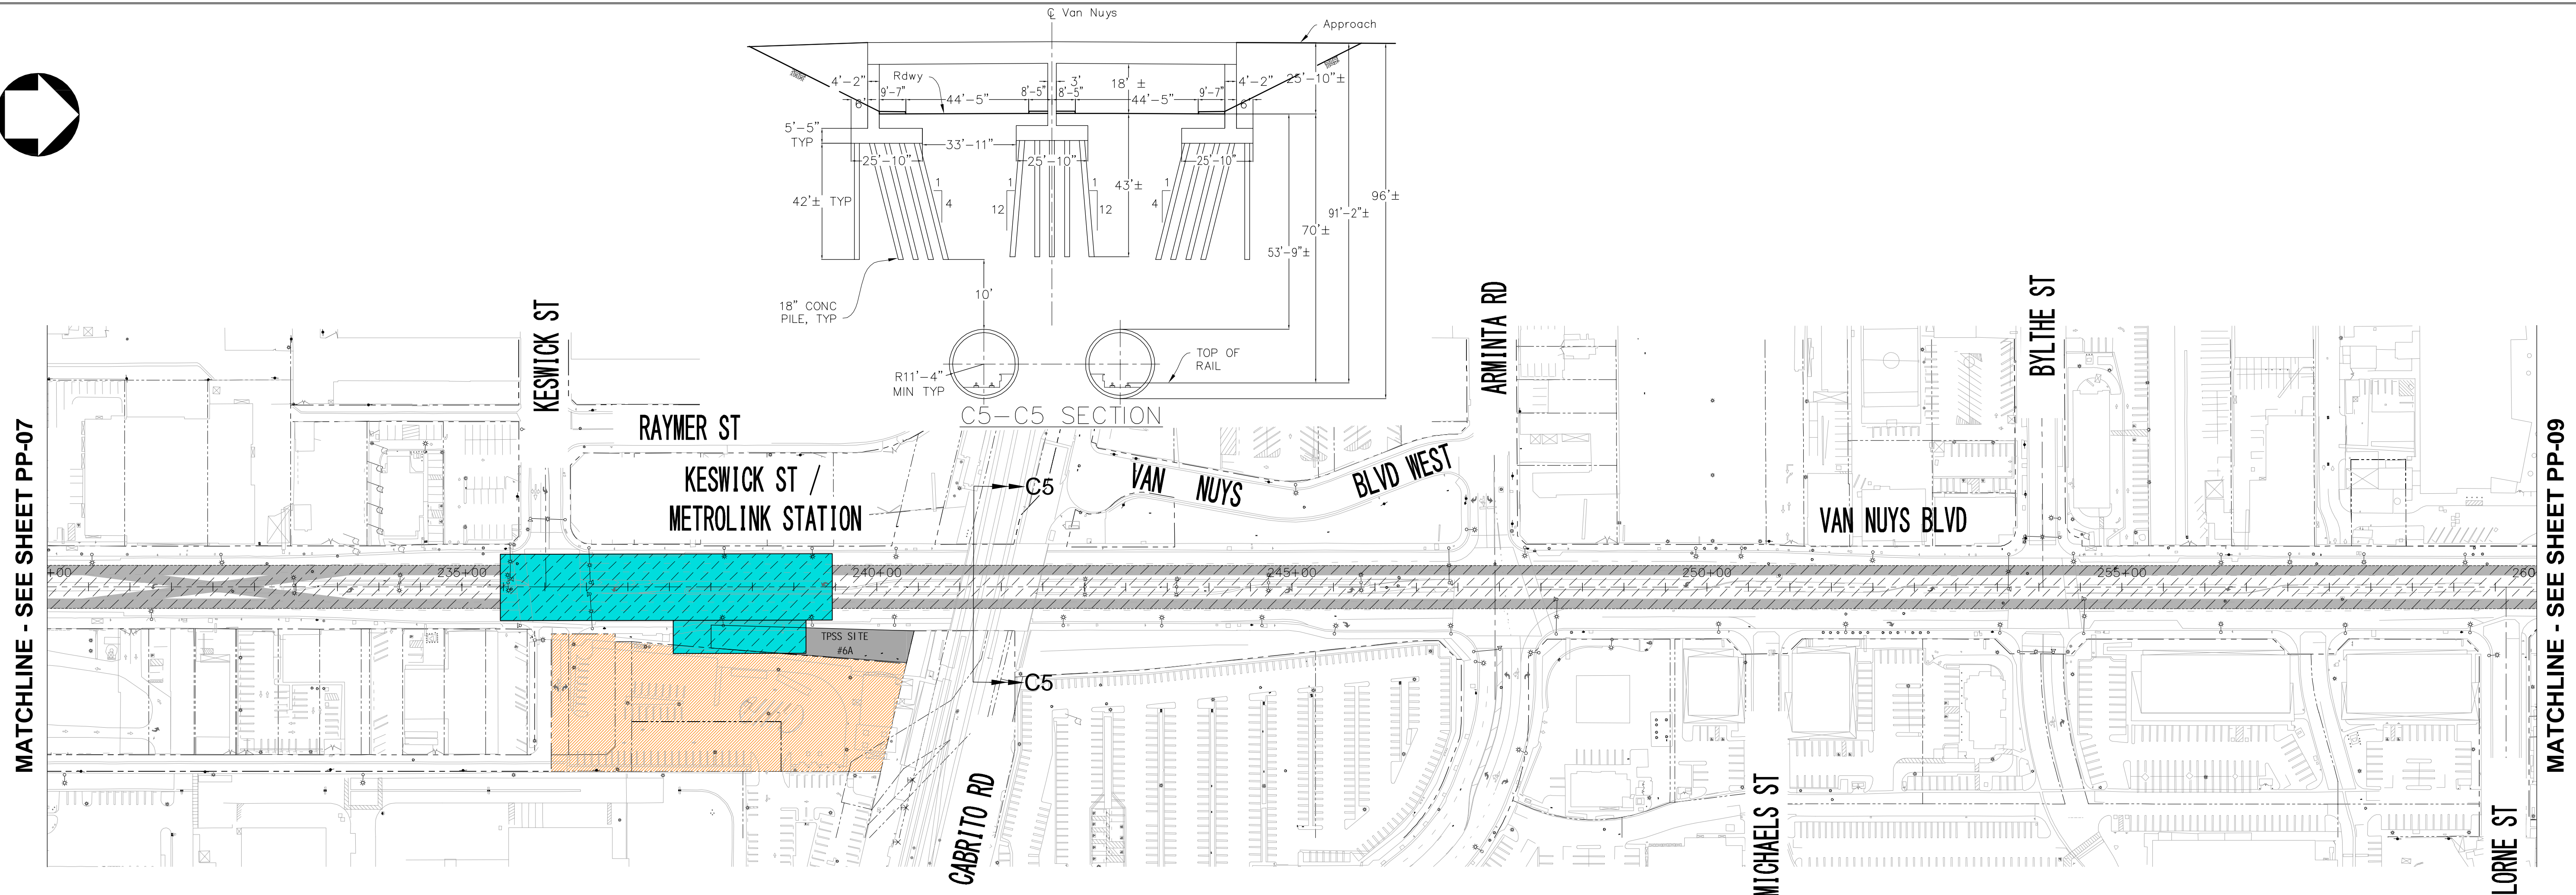 ℄ Van Nuys
Approach
4'-2"
Rdwy
3'
18' ±
4'-2"
25'-10"±
9'-7"
44'-5"
8'-5"
8'-5"
44'-5"
9'-7"
6'
6'
5'-5"
TYP
33'-11"
25'-10"
25'-10"
25'-10"
1
1
1
1
42'± TYP
4
12
43'±
12
4
96'±
91'-2"±
70'±
53'-9"±
10'
18" CONC
PILE, TYP
TOP OF
RAIL
R11'-4"
MIN TYP
C5-C5 SECTION
KESWICK ST
ARMINITA RD
BYLTHE ST
RAYMER ST
KESWICK ST /
METROLINK STATION
C5
VAN NUYS
BLVD WEST
VAN NUYS BLVD
MATCHLINE - SEE SHEET PP-07
MATCHLINE - SEE SHEET PP-09
+00
235+00
240+00
245+00
250+00
255+00
260
TPSS SITE
#6A
C5
CABRITO RD
MICHAELS ST
LORNE ST